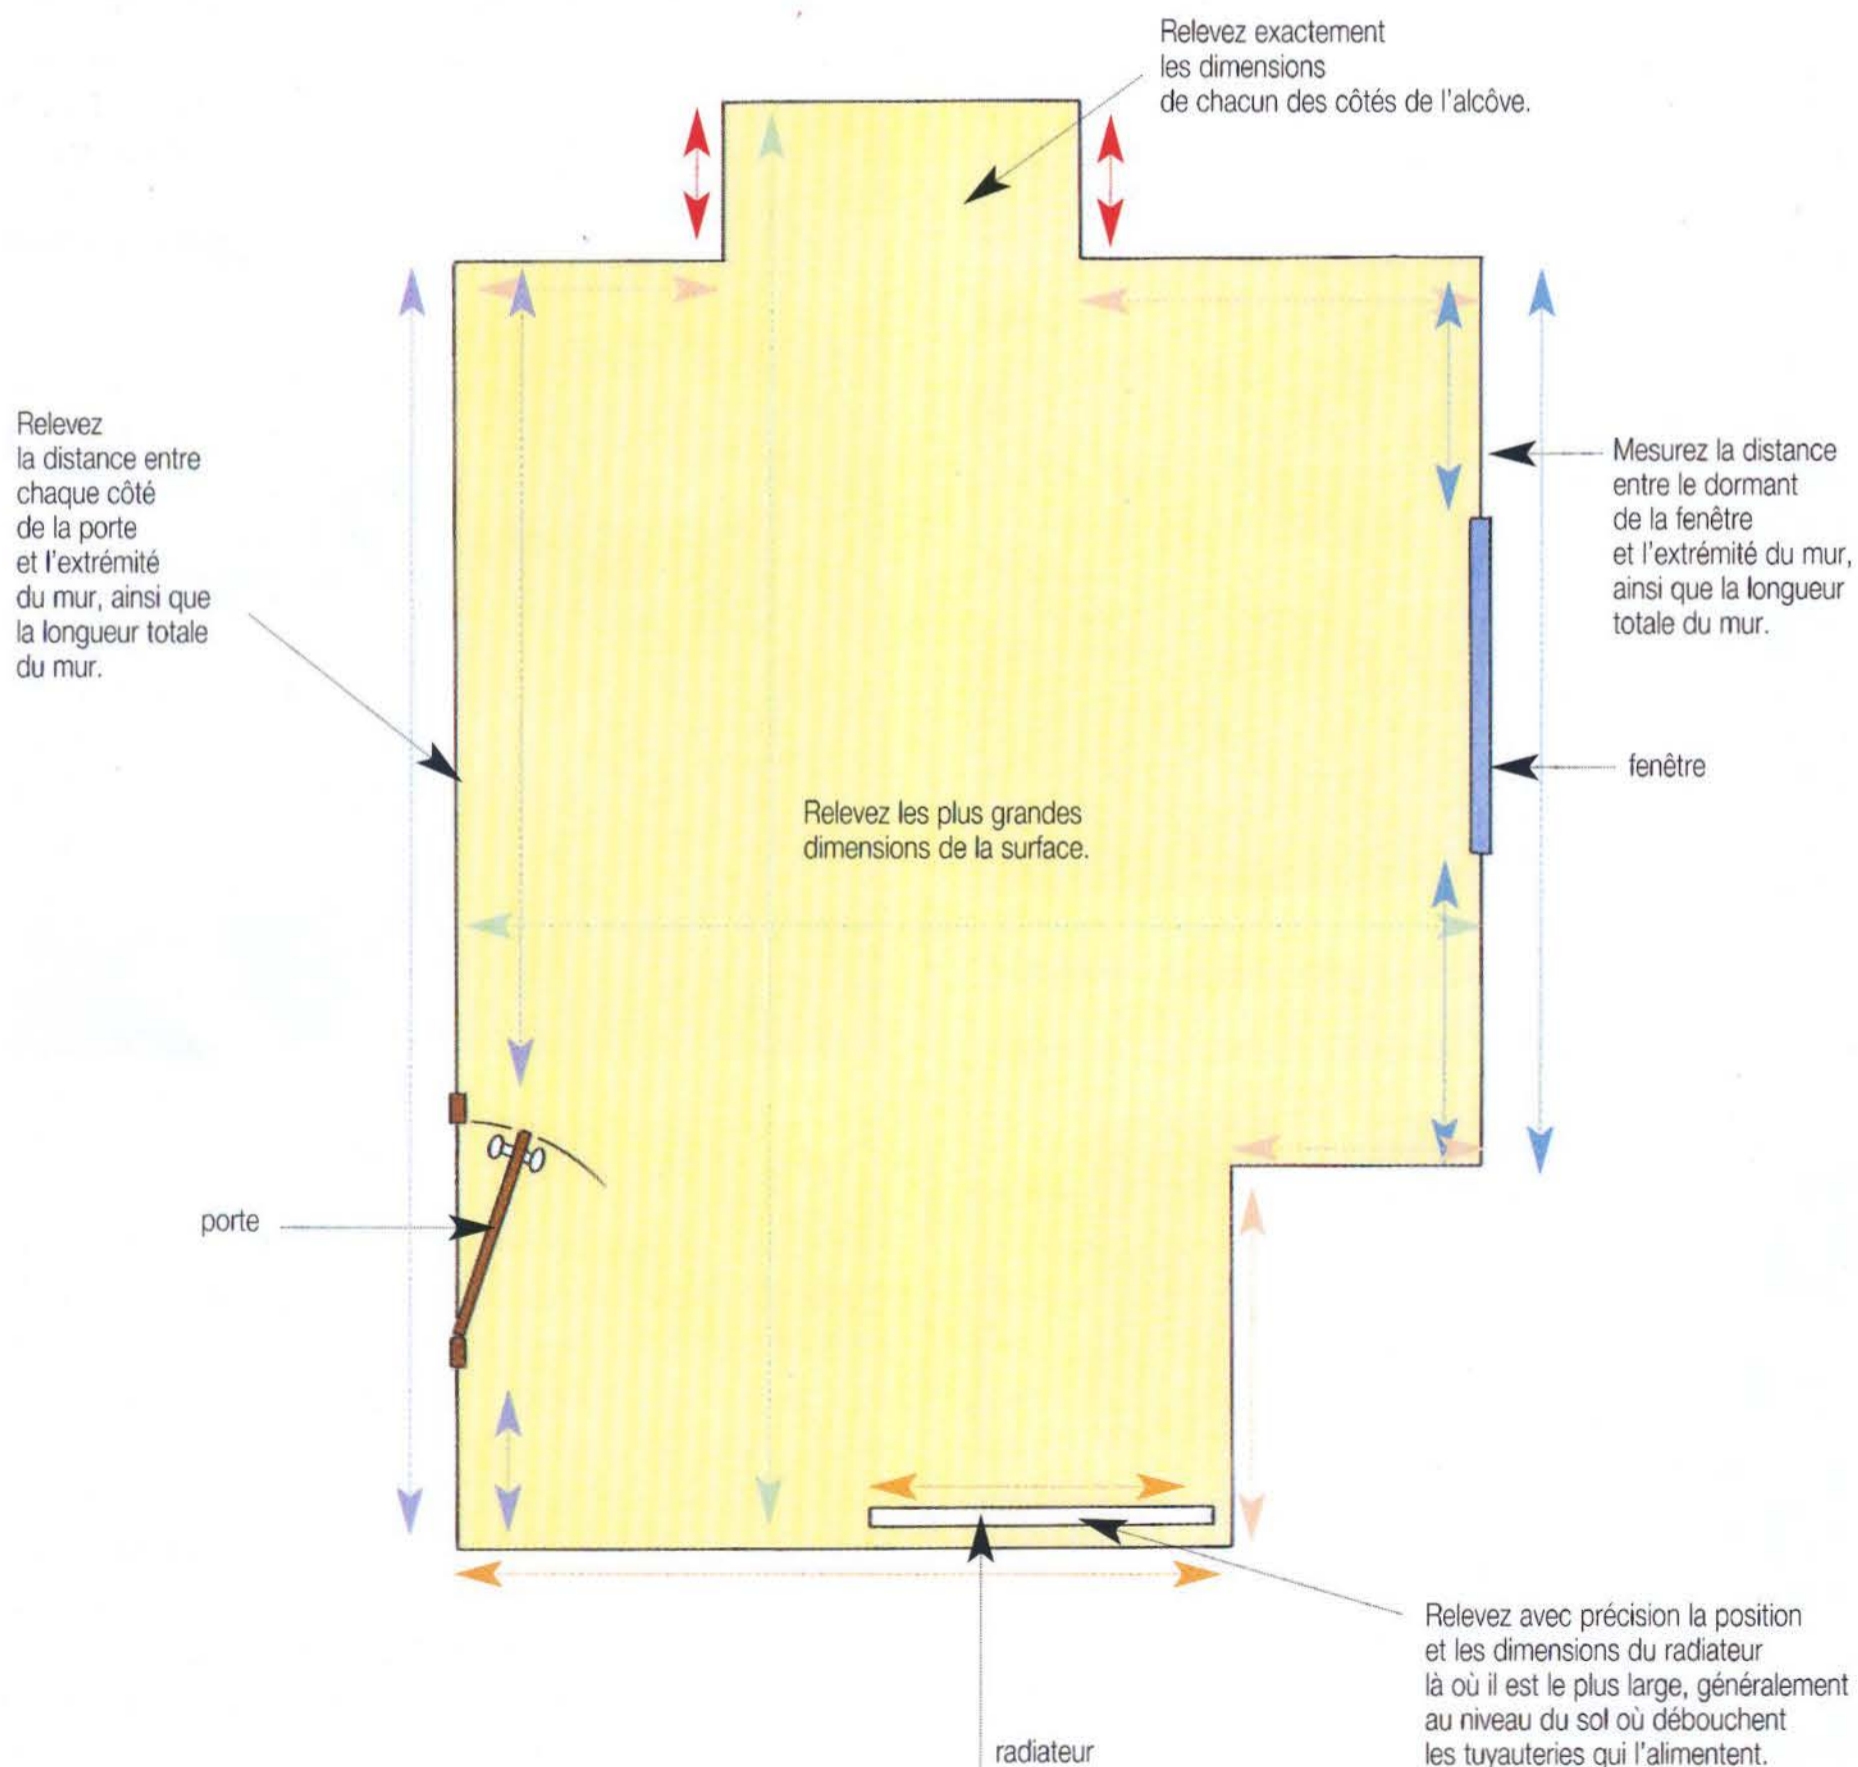 Relevez exactement
les dimensions
de chacun des côtés de l'alcôve.
Relevez
la distance entre
chaque côté
de la porte
et l'extrémité
du mur, ainsi que
la longueur totale
du mur.
Mesurez la distance
entre le dormant
de la fenêtre
et l'extrémité du mur,
ainsi que la longueur
totale du mur.
fenêtre
Relevez les plus grandes
dimensions de la surface.
porte
Relevez avec précision la position
et les dimensions du radiateur
là où il est le plus large, généralement
au niveau du sol où débouchent
les tuyauteries qui l'alimentent.
radiateur